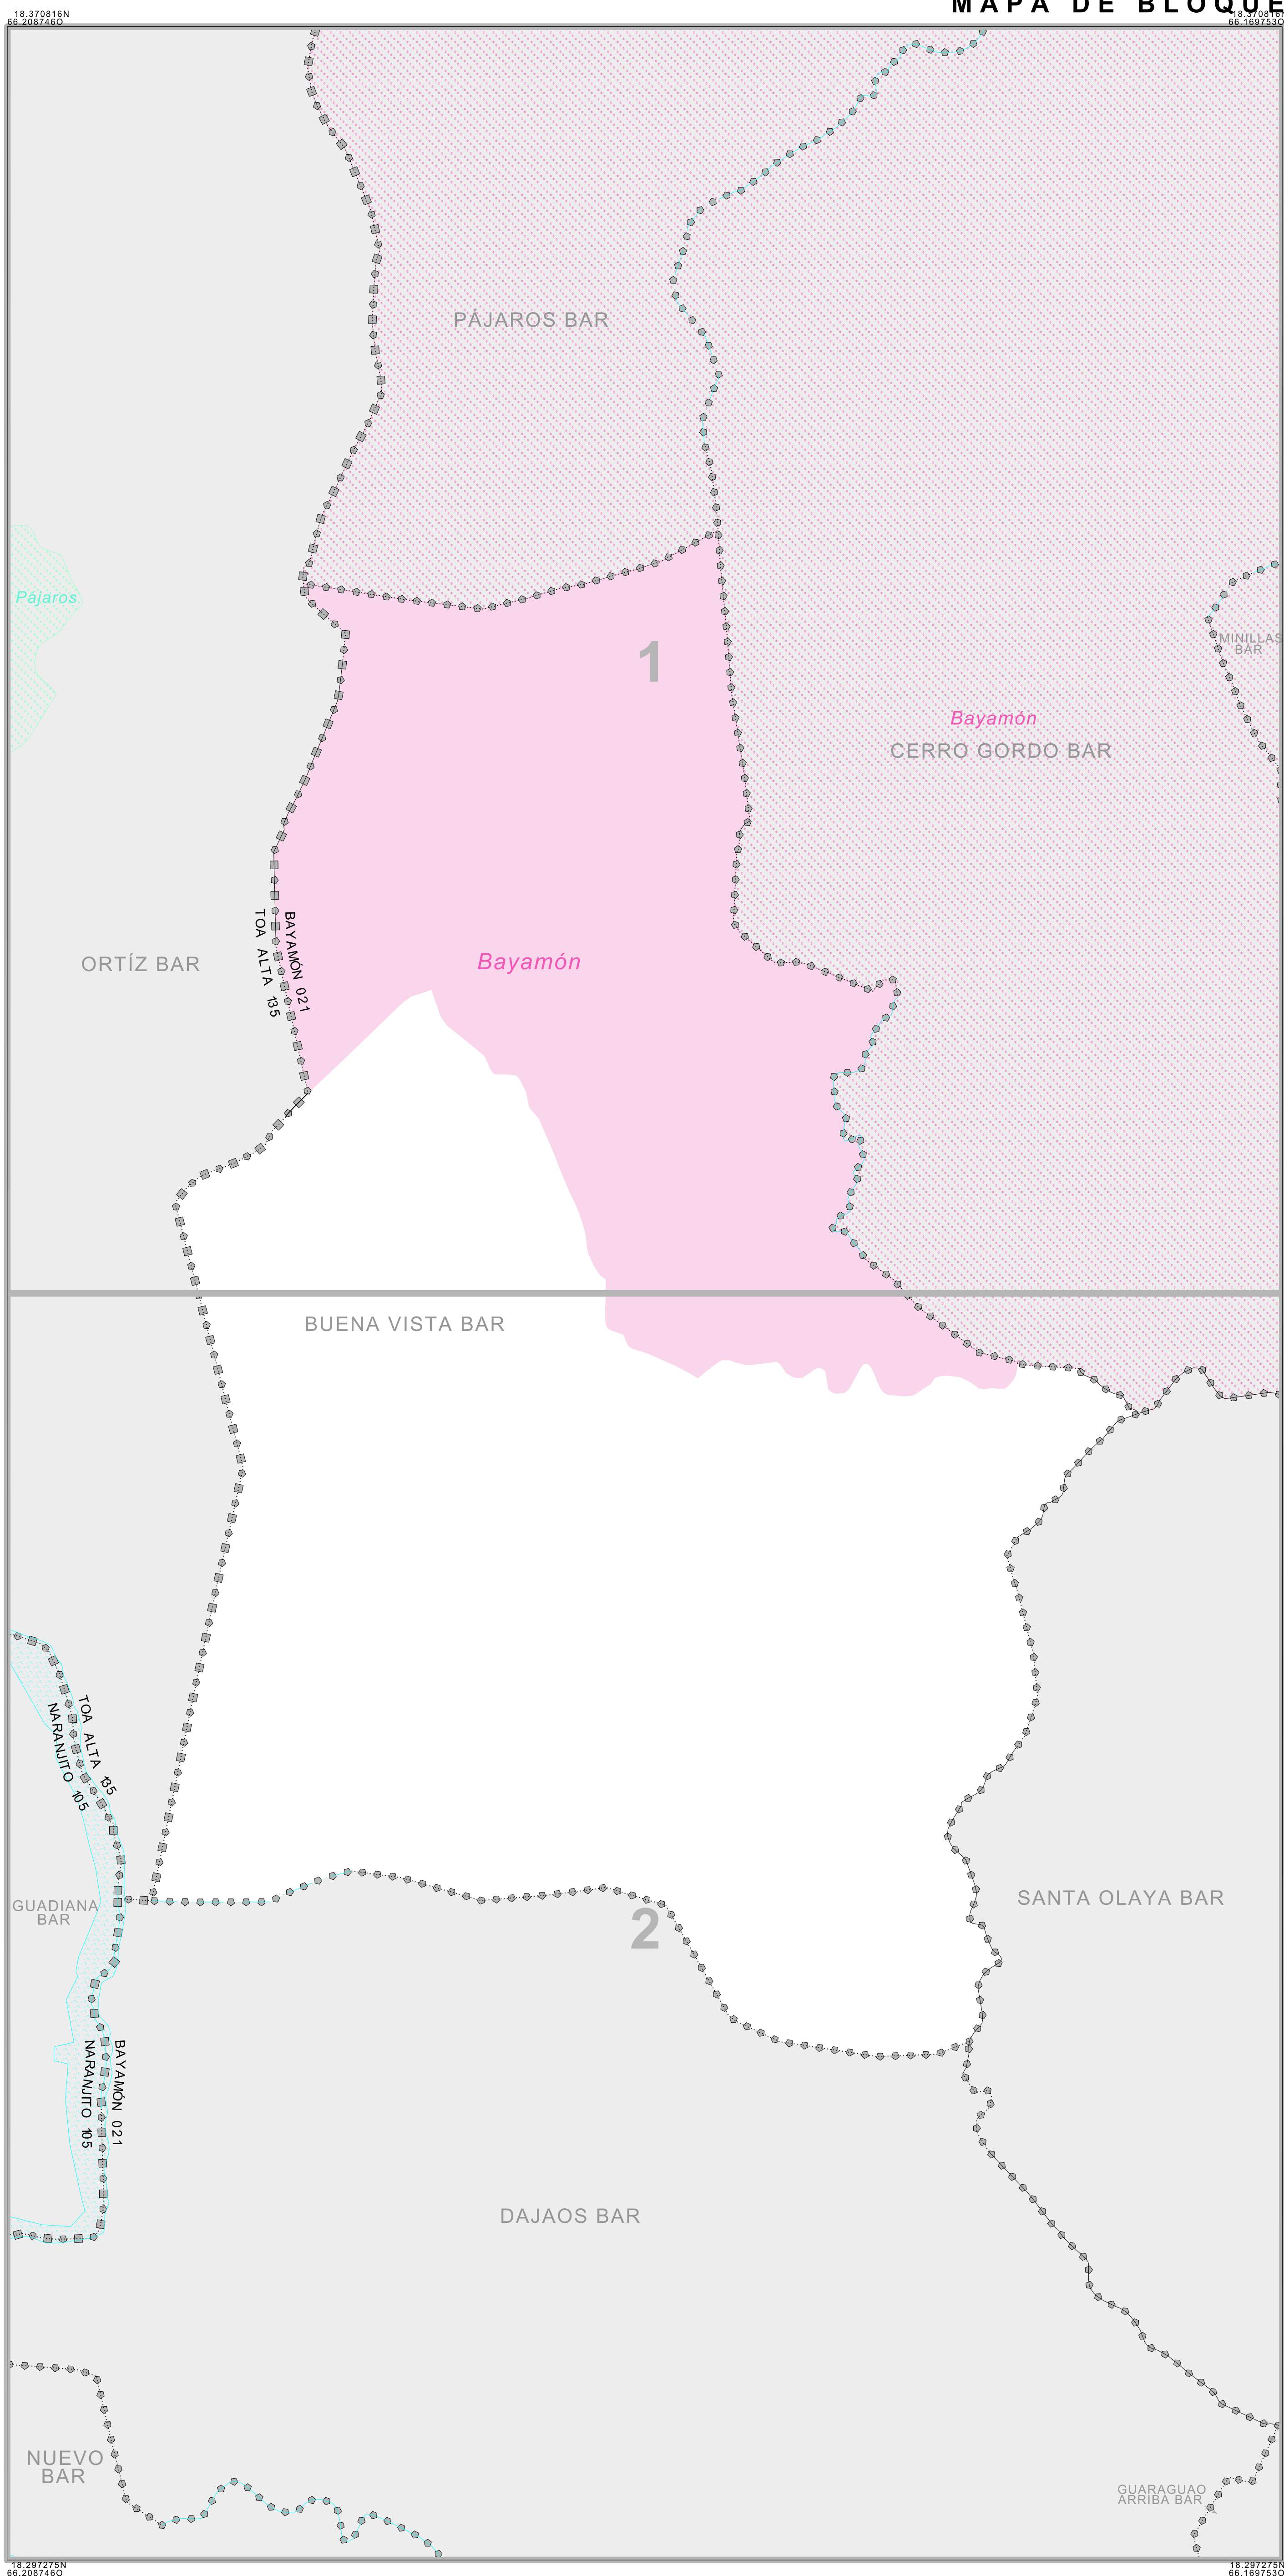 MAPA DE BLOQUE
18.370816N
66.208746O
18.370816N
66.169753O
PÁJAROS BAR
Pájaros
1
MINILLAS
BAR
Bayamón
CERRO GORDO BAR
ORTÍZ BAR
TOA ALTA 135
BAYAMÓN 021
Bayamón
BUENA VISTA BAR
TOA ALTA 135
NARANJITO 105
GUADIANA
BAR
SANTA OLAYA BAR
2
BAYAMÓN 021
NARANJITO 105
DAJAOS BAR
NUEVO
BAR
GUARAGUAO
ARRIBA BAR
18.297275N
66.208746O
18.297275N
66.169753O